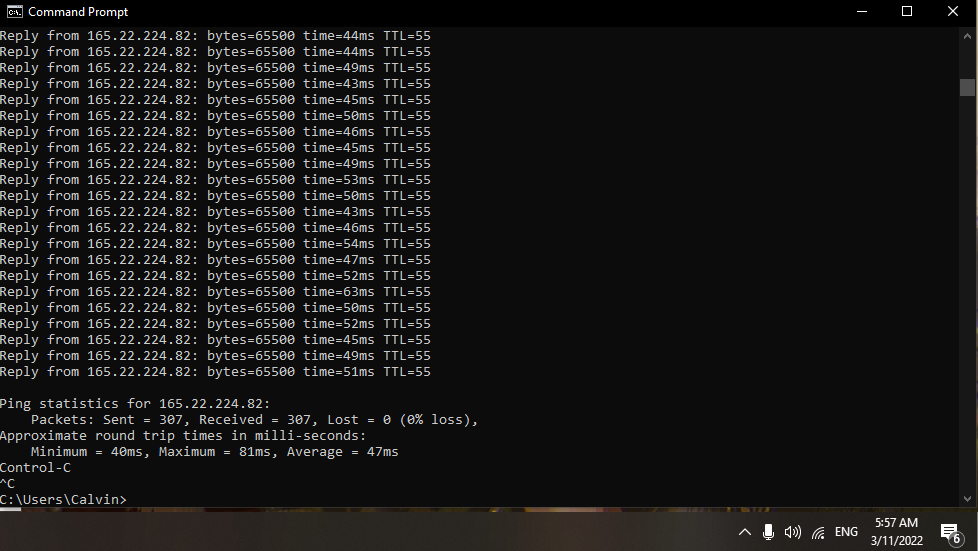 Command Prompt
Reply from 165.22.224.82: bytes=65500 time=44ms TTL=55
Reply from 165.22.224.82: bytes=65500 time=44ms TTL=55
Reply from 165.22.224.82: bytes=65500 time=49ms TTL=55
Reply from 165.22.224.82: bytes=65500 time=43ms TTL=55
Reply from 165.22.224.82: bytes=65500 time=45ms TTL=55
Reply from 165.22.224.82: bytes=65500 time=50ms TTL=55
Reply from 165.22.224.82: bytes=65500 time=46ms TTL=55
Reply from 165.22.224.82: bytes=65500 time=45ms TTL=55
Reply from 165.22.224.82: bytes=65500 time=49ms TTL=55
Reply from 165.22.224.82: bytes=65500 time=53ms TTL=55
Reply from 165.22.224.82: bytes=65500 time=50ms TTL=55
Reply from 165.22.224.82: bytes=65500 time=43ms TTL=55
Reply from 165.22.224.82: bytes=65500 time=46ms TTL=55
Reply from 165.22.224.82: bytes=65500 time=54ms TTL=55
Reply from 165.22.224.82: bytes=65500 time=47ms TTL=55
Reply from 165.22.224.82: bytes=65500 time=52ms TTL=55
Reply from 165.22.224.82: bytes=65500 time=63ms TTL=55
Reply from 165.22.224.82: bytes=65500 time=50ms TTL=55
Reply from 165.22.224.82: bytes=65500 time=52ms TTL=55
Reply from 165.22.224.82: bytes=65500 time=45ms TTL=55
Reply from 165.22.224.82: bytes=65500 time=49ms TTL=55
Reply from 165.22.224.82: bytes=65500 time=51ms TTL=55
Ping statistics for 165.22.224.82:
Packets: Sent = 307, Received = 307, Lost = 0 (0% loss),
Approximate round trip times in milli-seconds:
Minimum = 40ms, Maximum = 81ms, Average = 47ms
Control-C
^C
C:\Users\Calvin>
ENG
5:57 AM
3/11/2022
6